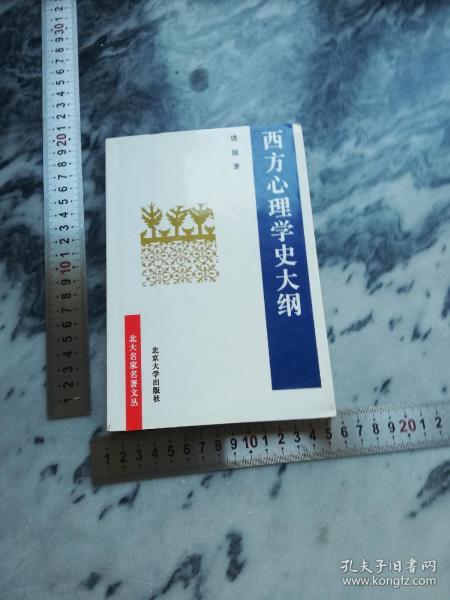 西方心理学史大纲
唐钺 著
北大名家名著文丛
北京大学出版社
孔夫子旧书网
www.kongfz.com